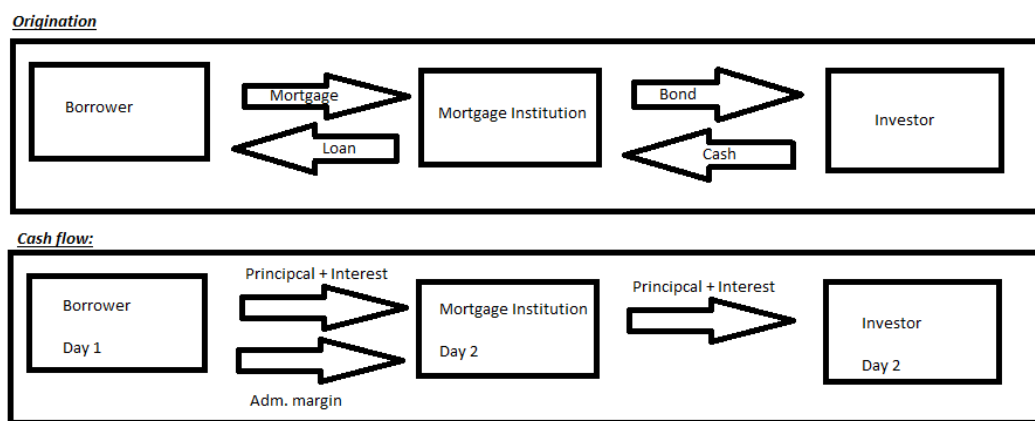 Origination
Borrower
Mortgage
Loan
Mortgage Institution
Bond
Cash
Investor
Cash flow:
Borrower
Day 1
Principcal + Interest
Adm. margin
Mortgage Institution
Day 2
Principcal + Interest
Investor
Day 2